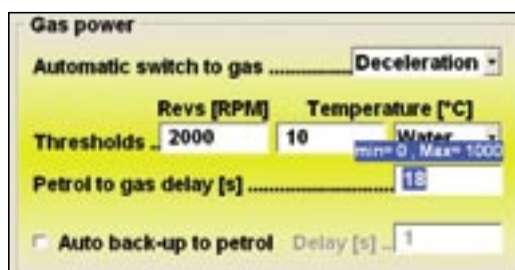 Gas power
Automatic switch to gas .................... Deceleration
Revs [RPM] Temperature [°C]
Thresholds .. 2000 10 Water
min= 0 , Max= 1000
Petrol to gas delay [s] ................................ 18
Auto back-up to petrol Delay [s] .. 1